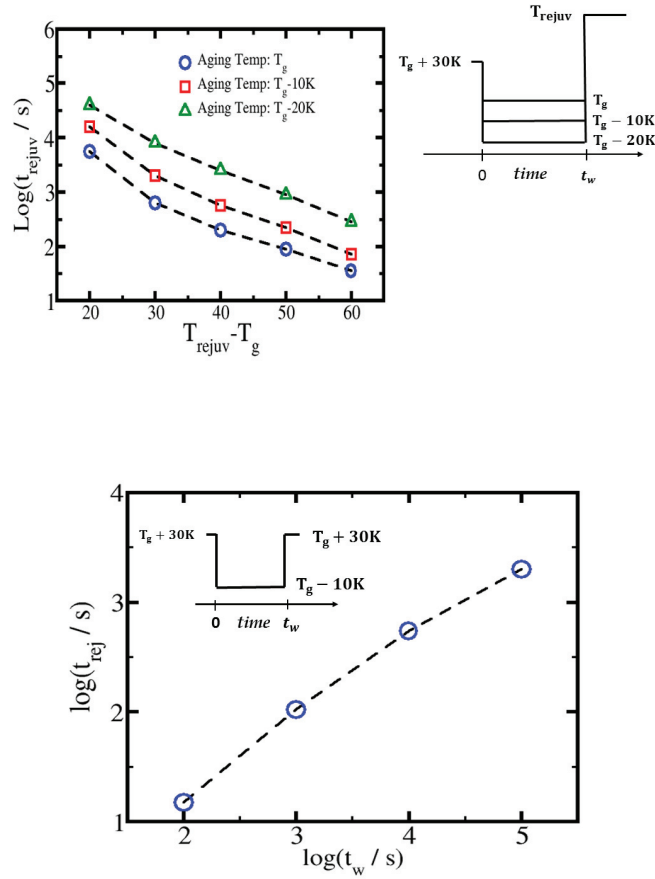 6
5
4
3
2
1
Log(t_rejuv / s)
Aging Temp: T_g
Aging Temp: T_g-10K
Aging Temp: T_g-20K
20 30 40 50 60
T_rejuv-T_g
T_rejuv
T_g + 30K
T_g
T_g − 10K
T_g − 20K
0 time t_w
4
3
2
1
log(t_rej / s)
T_g + 30K
T_g + 30K
T_g − 10K
0 time t_w
2 3 4 5
log(t_w / s)